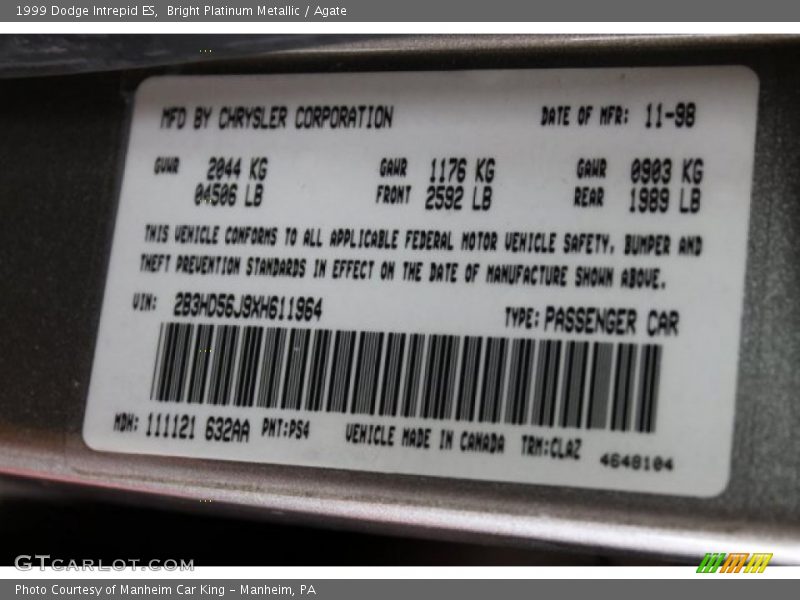 1999 Dodge Intrepid ES, Bright Platinum Metallic / Agate
MFD BY CHRYSLER CORPORATION DATE OF MFR: 11-98
GVWR 2044 KG GAWR 1176 KG GAWR 0903 KG
04506 LB FRONT 2592 LB REAR 1989 LB
THIS VEHICLE CONFORMS TO ALL APPLICABLE FEDERAL MOTOR VEHICLE SAFETY, BUMPER AND
THEFT PREVENTION STANDARDS IN EFFECT ON THE DATE OF MANUFACTURE SHOWN ABOVE.
VIN: 2B3HD56J9XH611964 TYPE: PASSENGER CAR
MDH: 111121 632AA PNT:PS4 VEHICLE MADE IN CANADA TRM:CLAZ 4648104
GTCARLOT.COM
Photo Courtesy of Manheim Car King - Manheim, PA